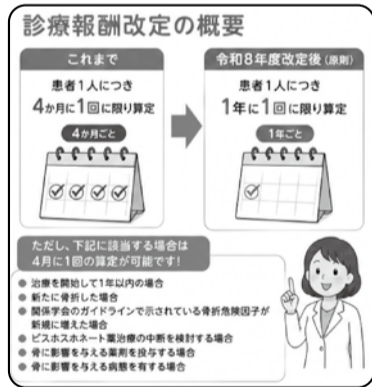 診療報酬改定の概要
これまで
患者1人につき
4か月に1回に限り算定
4か月ごと
令和8年度改定後(原則)
患者1人につき
1年に1回に限り算定
1年ごと
ただし、下記に該当する場合は
4月に1回の算定が可能です!
● 治療を開始して1年以内の場合
● 新たに骨折した場合
● 関係学会のガイドラインで示されている骨折危険因子が
新規に増えた場合
● ビスホスホネート薬治療の中断を検討する場合
● 骨に影響を与える薬剤を投与する場合
● 骨に影響を与える病態を有する場合